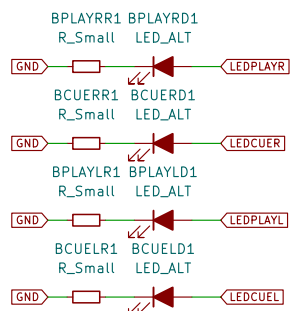 BPLAYRR1 BPLAYRD1
R_Small LED_ALT
GND LEDPLAYR
BCUERR1 BCUERD1
R_Small LED_ALT
GND LEDCUER
BPLAYLR1 BPLAYLD1
R_Small LED_ALT
GND LEDPLAYL
BCUELR1 BCUELD1
R_Small LED_ALT
GND LEDCUEL